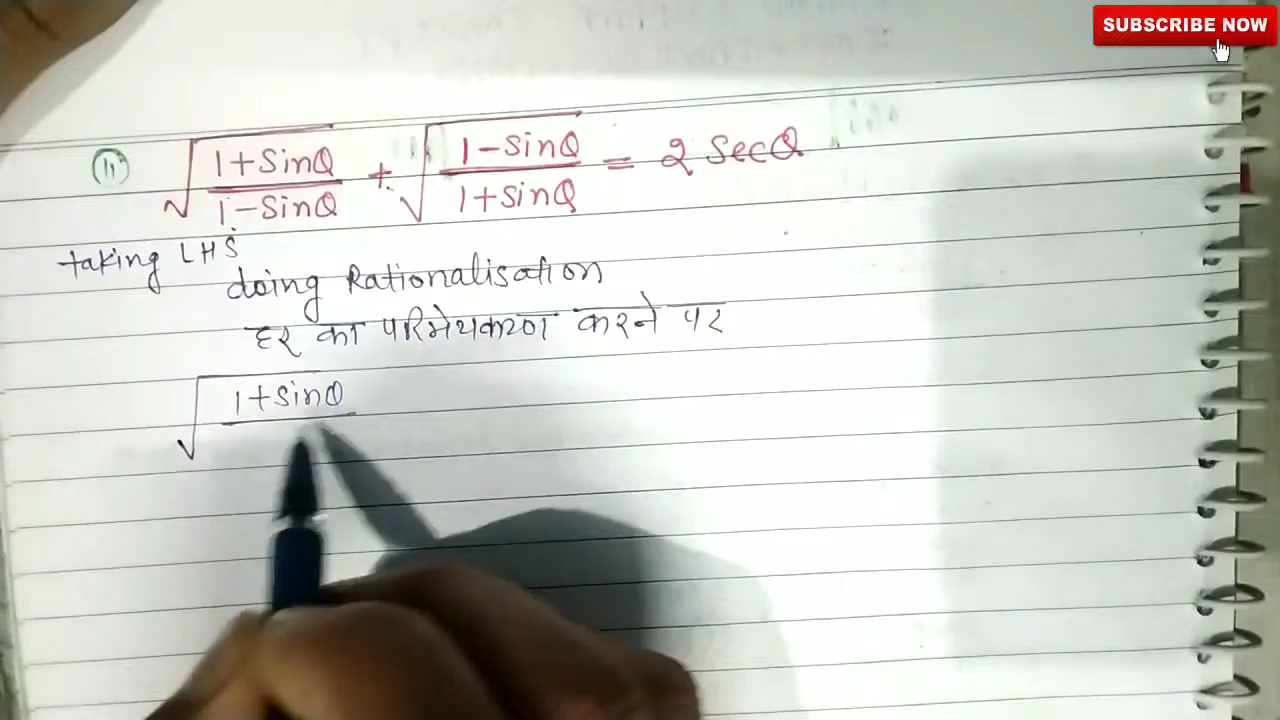 SUBSCRIBE NOW
(11) √(1+sinθ / 1-sinθ) + √(1-sinθ / 1+sinθ) = 2 secθ
taking LHS
doing Rationalisation
हर का परिमेयकरण करने पर
√(1+sinθ